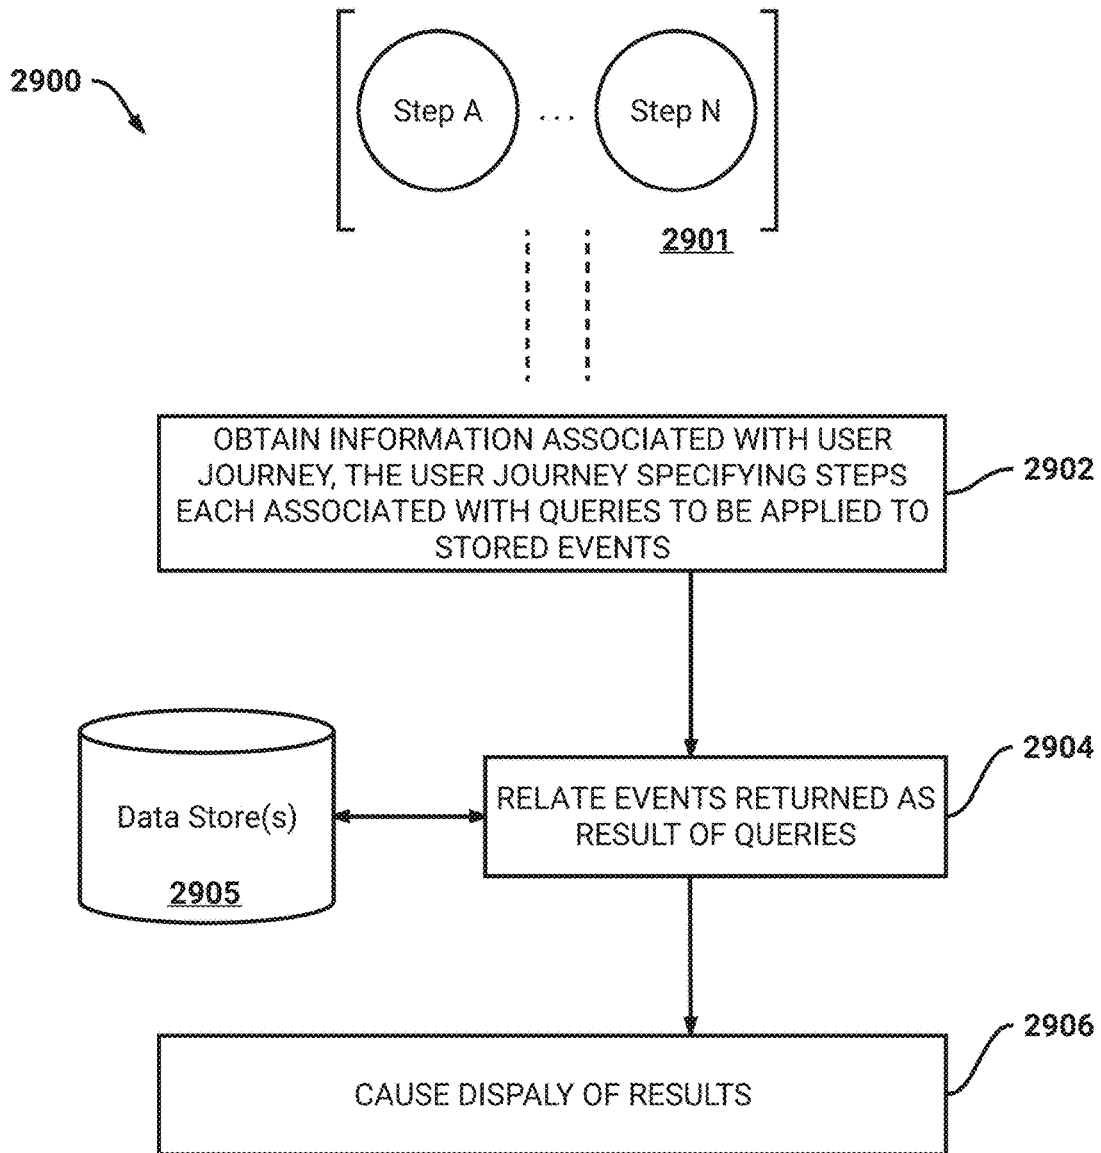 2900
Step A ... Step N
2901
OBTAIN INFORMATION ASSOCIATED WITH USER
JOURNEY, THE USER JOURNEY SPECIFYING STEPS
EACH ASSOCIATED WITH QUERIES TO BE APPLIED TO
STORED EVENTS
2902
2904
RELATE EVENTS RETURNED AS
RESULT OF QUERIES
Data Store(s)
2905
2906
CAUSE DISPALY OF RESULTS